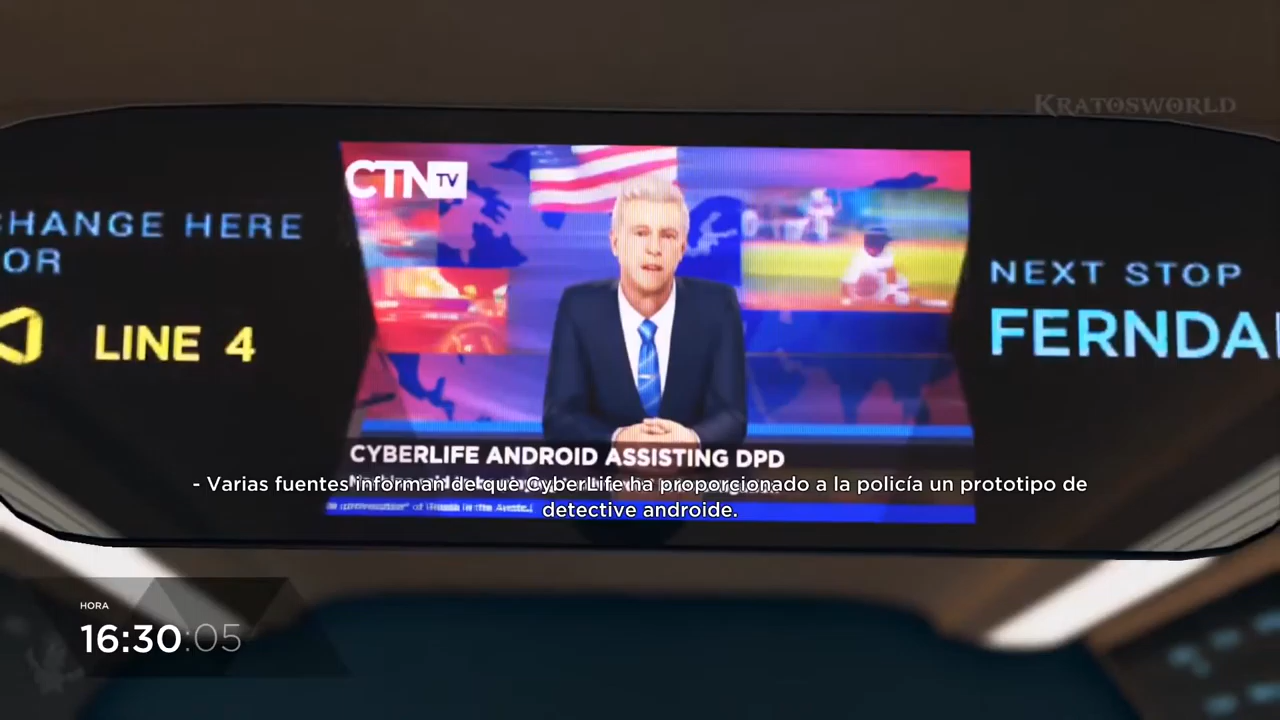 KRATOSWORLD
CTN TV
CHANGE HERE
OR
LINE 4
NEXT STOP
FERNDA
CYBERLIFE ANDROID ASSISTING DPD
- Varias fuentes informan de que CyberLife ha proporcionado a la policía un prototipo de
detective androide.
HORA
16:30:05